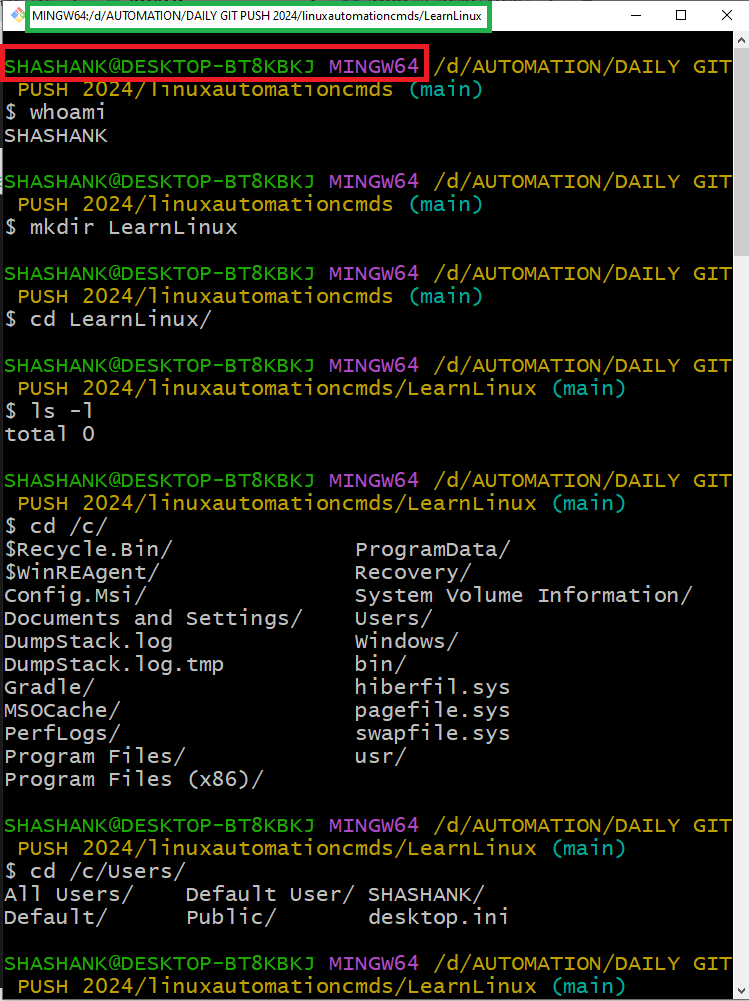 MINGW64:/d/AUTOMATION/DAILY GIT PUSH 2024/linuxautomationcmds/LearnLinux
SHASHANK@DESKTOP-BT8KBKJ MINGW64 /d/AUTOMATION/DAILY GIT
 PUSH 2024/linuxautomationcmds (main)
$ whoami
SHASHANK
SHASHANK@DESKTOP-BT8KBKJ MINGW64 /d/AUTOMATION/DAILY GIT
 PUSH 2024/linuxautomationcmds (main)
$ mkdir LearnLinux
SHASHANK@DESKTOP-BT8KBKJ MINGW64 /d/AUTOMATION/DAILY GIT
 PUSH 2024/linuxautomationcmds (main)
$ cd LearnLinux/
SHASHANK@DESKTOP-BT8KBKJ MINGW64 /d/AUTOMATION/DAILY GIT
 PUSH 2024/linuxautomationcmds/LearnLinux (main)
$ ls -l
total 0
SHASHANK@DESKTOP-BT8KBKJ MINGW64 /d/AUTOMATION/DAILY GIT
 PUSH 2024/linuxautomationcmds/LearnLinux (main)
$ cd /c/
$Recycle.Bin/ ProgramData/
$WinREAgent/ Recovery/
Config.Msi/ System Volume Information/
Documents and Settings/ Users/
DumpStack.log Windows/
DumpStack.log.tmp bin/
Gradle/ hiberfil.sys
MSOCache/ pagefile.sys
PerfLogs/ swapfile.sys
Program Files/ usr/
Program Files (x86)/
SHASHANK@DESKTOP-BT8KBKJ MINGW64 /d/AUTOMATION/DAILY GIT
 PUSH 2024/linuxautomationcmds/LearnLinux (main)
$ cd /c/Users/
All Users/ Default User/ SHASHANK/
Default/ Public/ desktop.ini
SHASHANK@DESKTOP-BT8KBKJ MINGW64 /d/AUTOMATION/DAILY GIT
 PUSH 2024/linuxautomationcmds/LearnLinux (main)